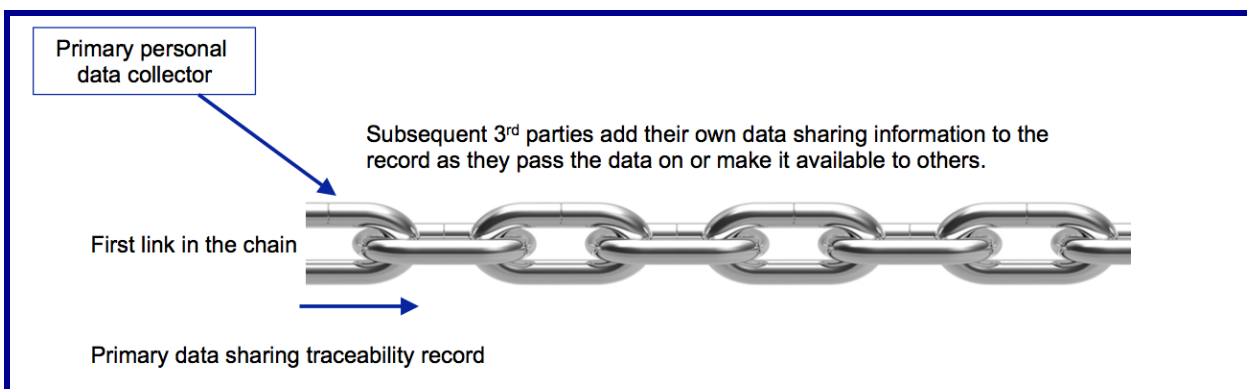 Primary personal
data collector
Subsequent 3rd parties add their own data sharing information to the
record as they pass the data on or make it available to others.
First link in the chain
Primary data sharing traceability record